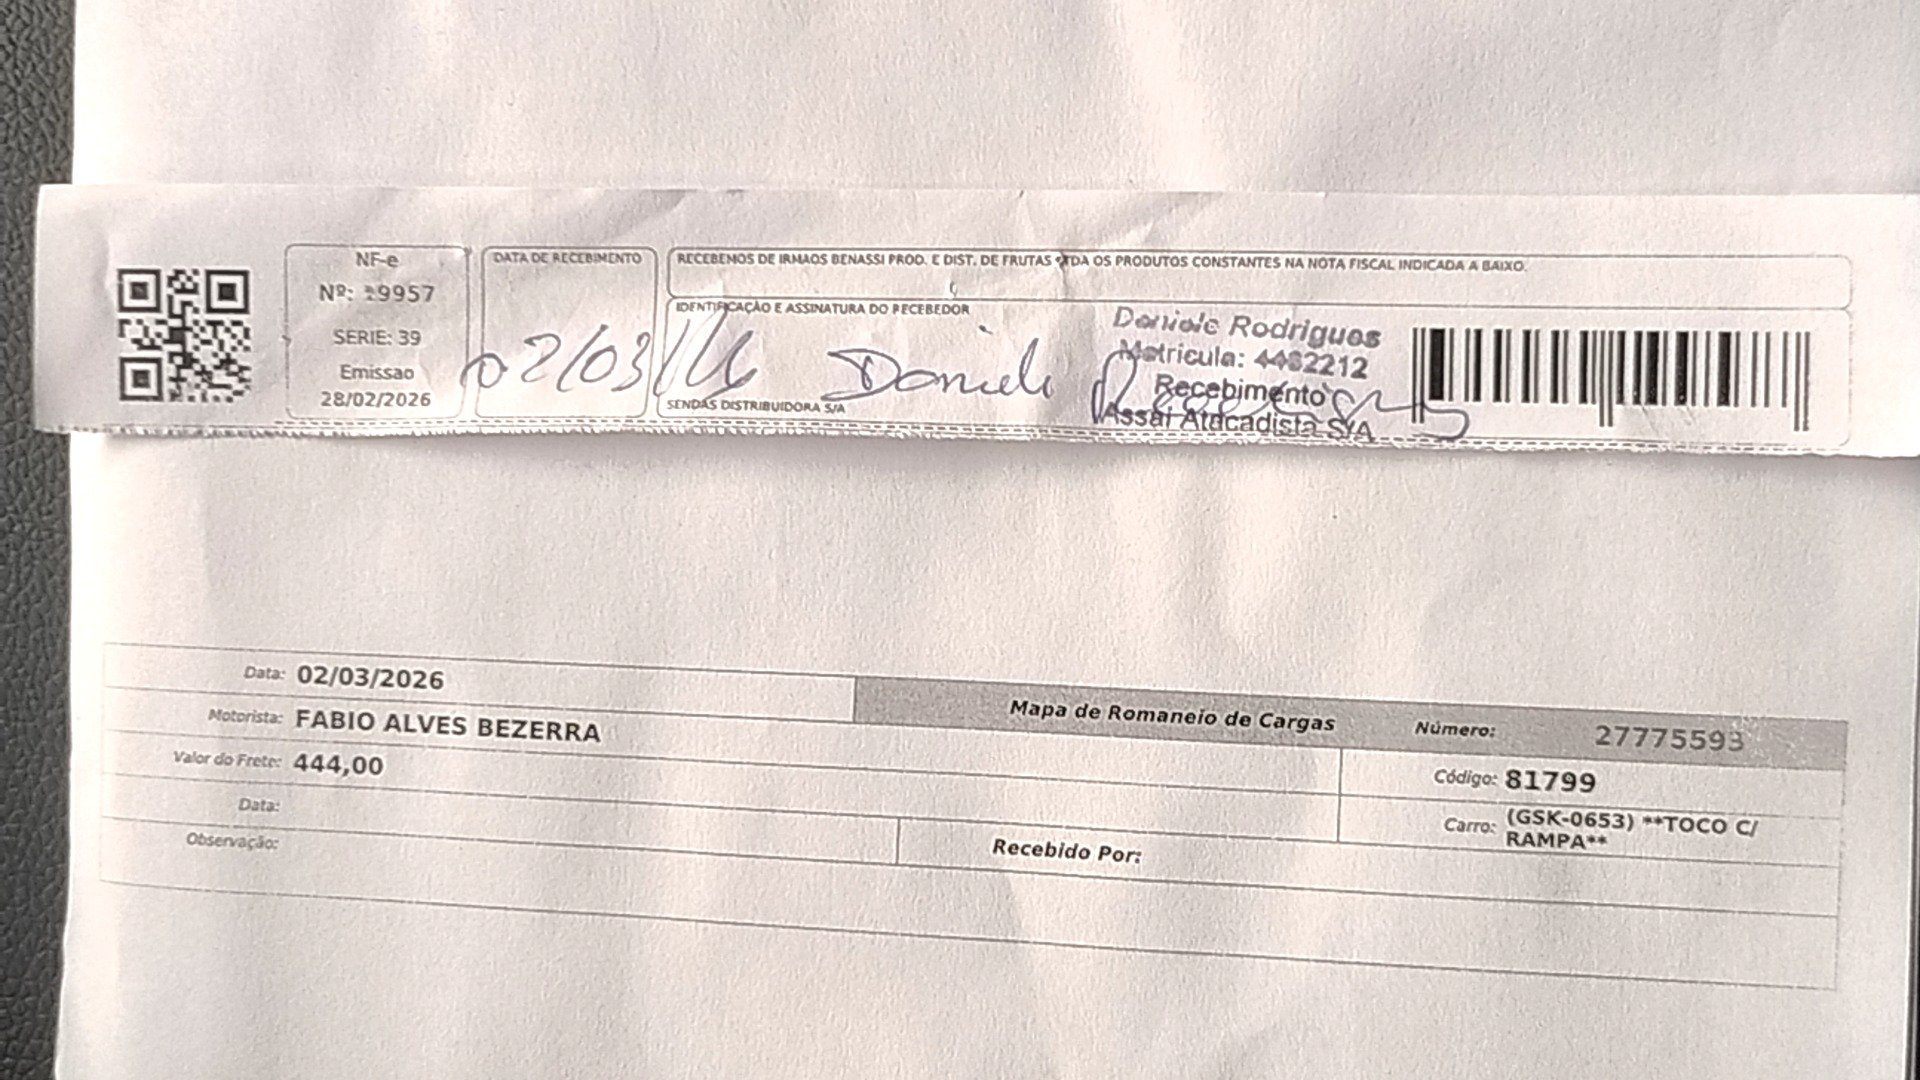 NF-e
Nº: 19957
SERIE: 39
Emissao
28/02/2026
DATA DE RECEBIMENTO
02/03/26
RECEBEMOS DE IRMAOS BENASSI PROD. E DIST. DE FRUTAS LTDA OS PRODUTOS CONSTANTES NA NOTA FISCAL INDICADA A BAIXO.
IDENTIFICAÇÃO E ASSINATURA DO RECEBEDOR
Daniele
SENDAS DISTRIBUIDORA S/A
Daniele Rodrigues
Matricula: 4482212
Recebimento
Assaí Atacadista S/A
Data: 02/03/2026
Mapa de Romaneio de Cargas Número: 27775593
Motorista: FABIO ALVES BEZERRA
Código: 81799
Valor do Frete: 444,00
Carro: (GSK-0653) **TOCO C/
RAMPA**
Data:
Recebido Por:
Observação: